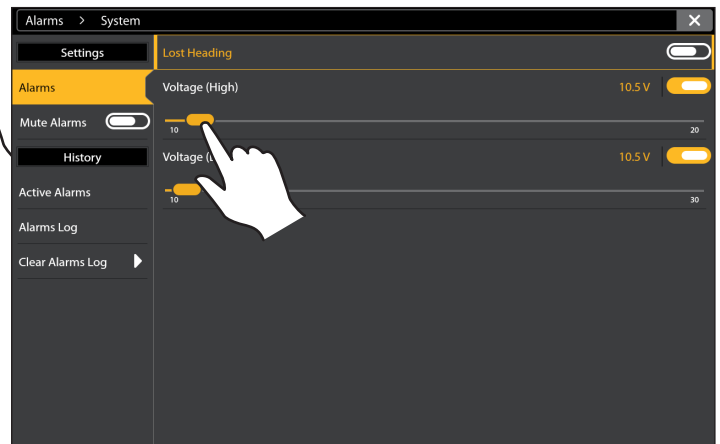 Alarms > System
Settings
Lost Heading
Alarms
Voltage (High)
10.5 V
Mute Alarms
10
20
History
Voltage (
10.5 V
Active Alarms
10
30
Alarms Log
Clear Alarms Log